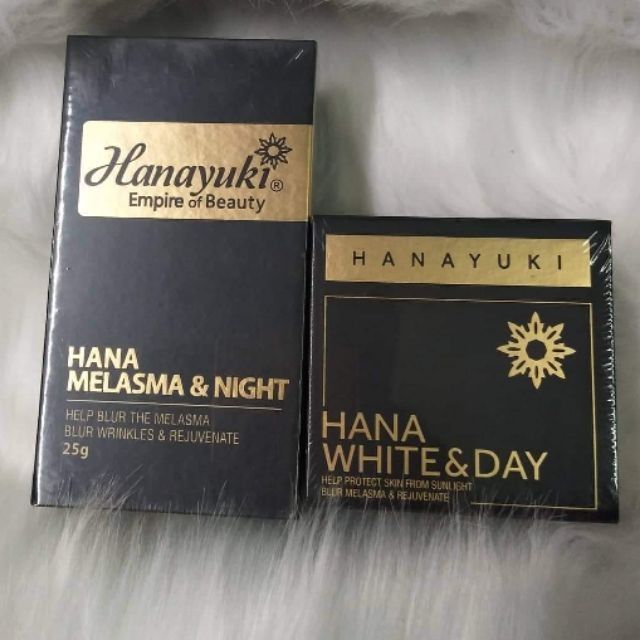 Hanayuki®
Empire of Beauty
HANA
MELASMA & NIGHT
HELP BLUR THE MELASMA
BLUR WRINKLES & REJUVENATE
25g
HANAYUKI
HANA
WHITE&DAY
HELP PROTECT SKIN FROM SUNLIGHT
BLUR MELASMA & REJUVENATE